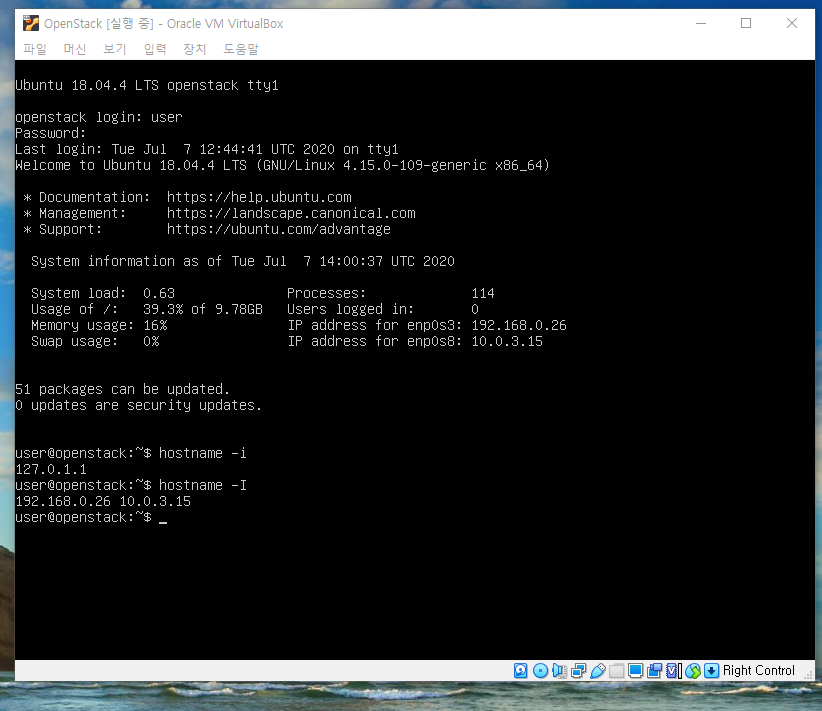 OpenStack [실행 중] - Oracle VM VirtualBox
파일 머신 보기 입력 장치 도움말
Ubuntu 18.04.4 LTS openstack tty1
openstack login: user
Password:
Last login: Tue Jul  7 12:44:41 UTC 2020 on tty1
Welcome to Ubuntu 18.04.4 LTS (GNU/Linux 4.15.0-109-generic x86_64)
* Documentation:  https://help.ubuntu.com
* Management:     https://landscape.canonical.com
* Support:        https://ubuntu.com/advantage
System information as of Tue Jul  7 14:00:37 UTC 2020
System load:  0.63              Processes:             114
Usage of /:   39.3% of 9.78GB   Users logged in:       0
Memory usage: 16%               IP address for enp0s3: 192.168.0.26
Swap usage:   0%                IP address for enp0s8: 10.0.3.15
51 packages can be updated.
0 updates are security updates.
user@openstack:~$ hostname -i
127.0.1.1
user@openstack:~$ hostname -I
192.168.0.26 10.0.3.15
user@openstack:~$ _
Right Control